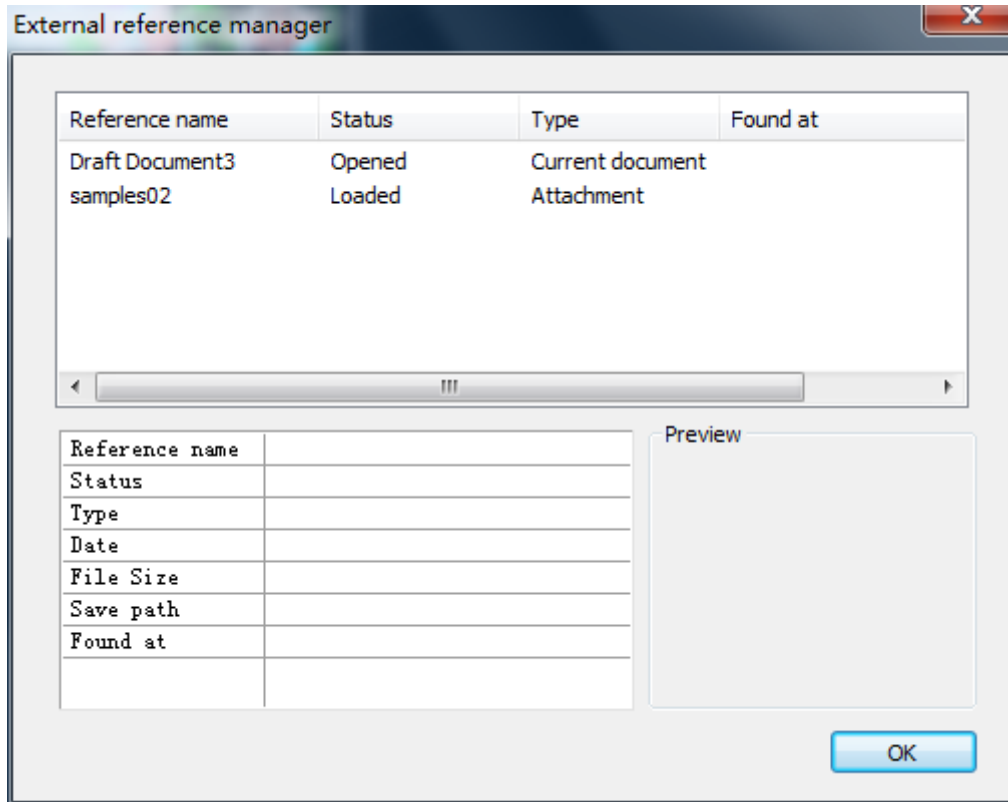 External reference manager
Reference name Status Type Found at
Draft Document3 Opened Current document
samples02 Loaded Attachment
Reference name
Preview
Status
Type
Date
File Size
Save path
Found at
OK